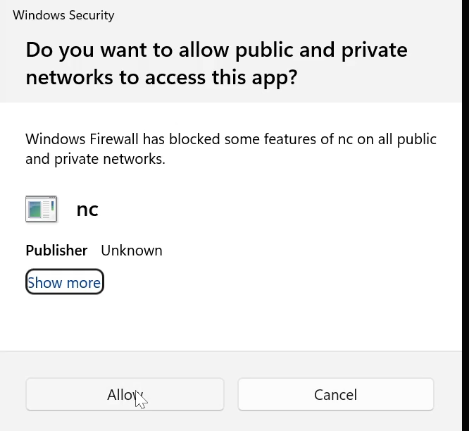 Windows Security
Do you want to allow public and private
networks to access this app?
Windows Firewall has blocked some features of nc on all public
and private networks.
nc
Publisher Unknown
Show more
Allow
Cancel